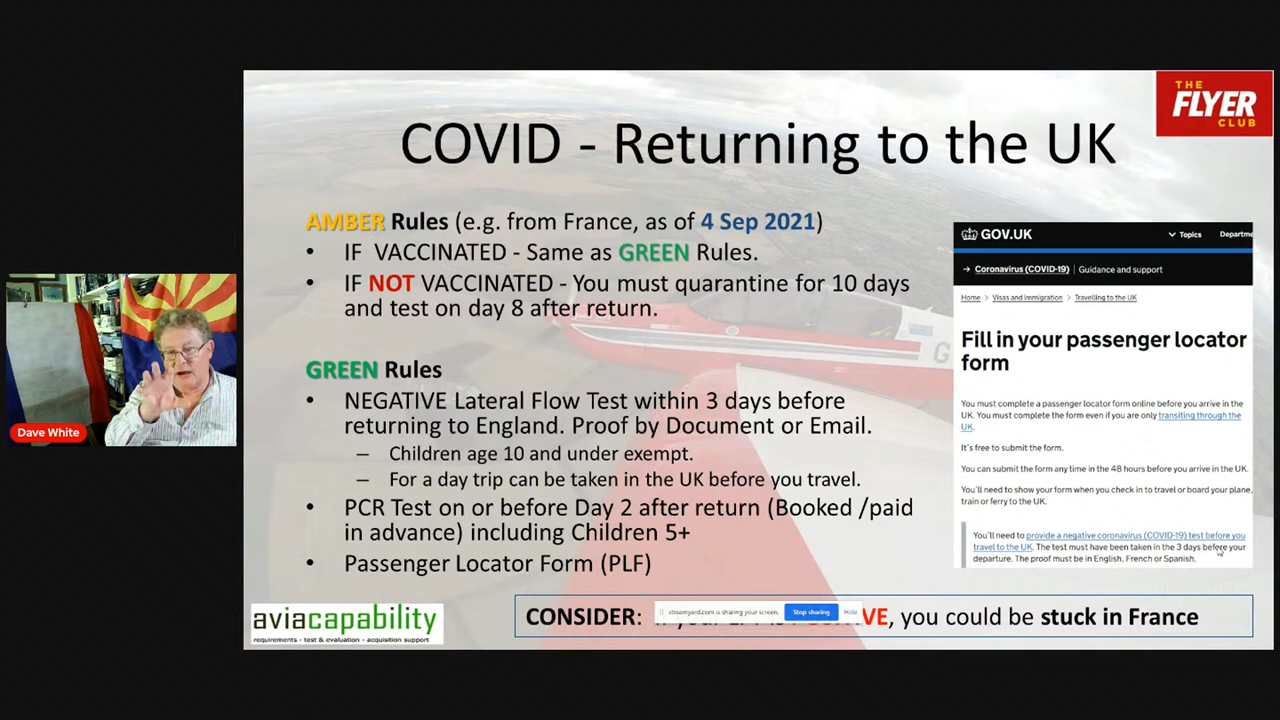 THE
FLYER
CLUB
COVID - Returning to the UK
AMBER Rules (e.g. from France, as of 4 Sep 2021)
• IF VACCINATED - Same as GREEN Rules.
• IF NOT VACCINATED - You must quarantine for 10 days
and test on day 8 after return.
GREEN Rules
• NEGATIVE Lateral Flow Test within 3 days before
returning to England. Proof by Document or Email.
– Children age 10 and under exempt.
– For a day trip can be taken in the UK before you travel.
• PCR Test on or before Day 2 after return (Booked /paid
in advance) including Children 5+
• Passenger Locator Form (PLF)
GOV.UK
Topics
Departme
→ Coronavirus (COVID-19) | Guidance and support
Home > Visas and immigration > Travelling to the UK
Fill in your passenger locator
form
You must complete a passenger locator form online before you arrive in the
UK. You must complete the form even if you are only transiting through the
UK.
It's free to submit the form.
You can submit the form any time in the 48 hours before you arrive in the UK.
You'll need to show your form when you check in to travel or board your plane,
train or ferry to the UK.
You'll need to provide a negative coronavirus (COVID-19) test before you
travel to the UK. The test must have been taken in the 3 days before your
departure. The proof must be in English, French or Spanish.
Dave White
aviacapability
requirements - test & evaluation - acquisition support
CONSIDER: VE, you could be stuck in France
streamyard.com is sharing your screen.
Stop sharing
Hide
G